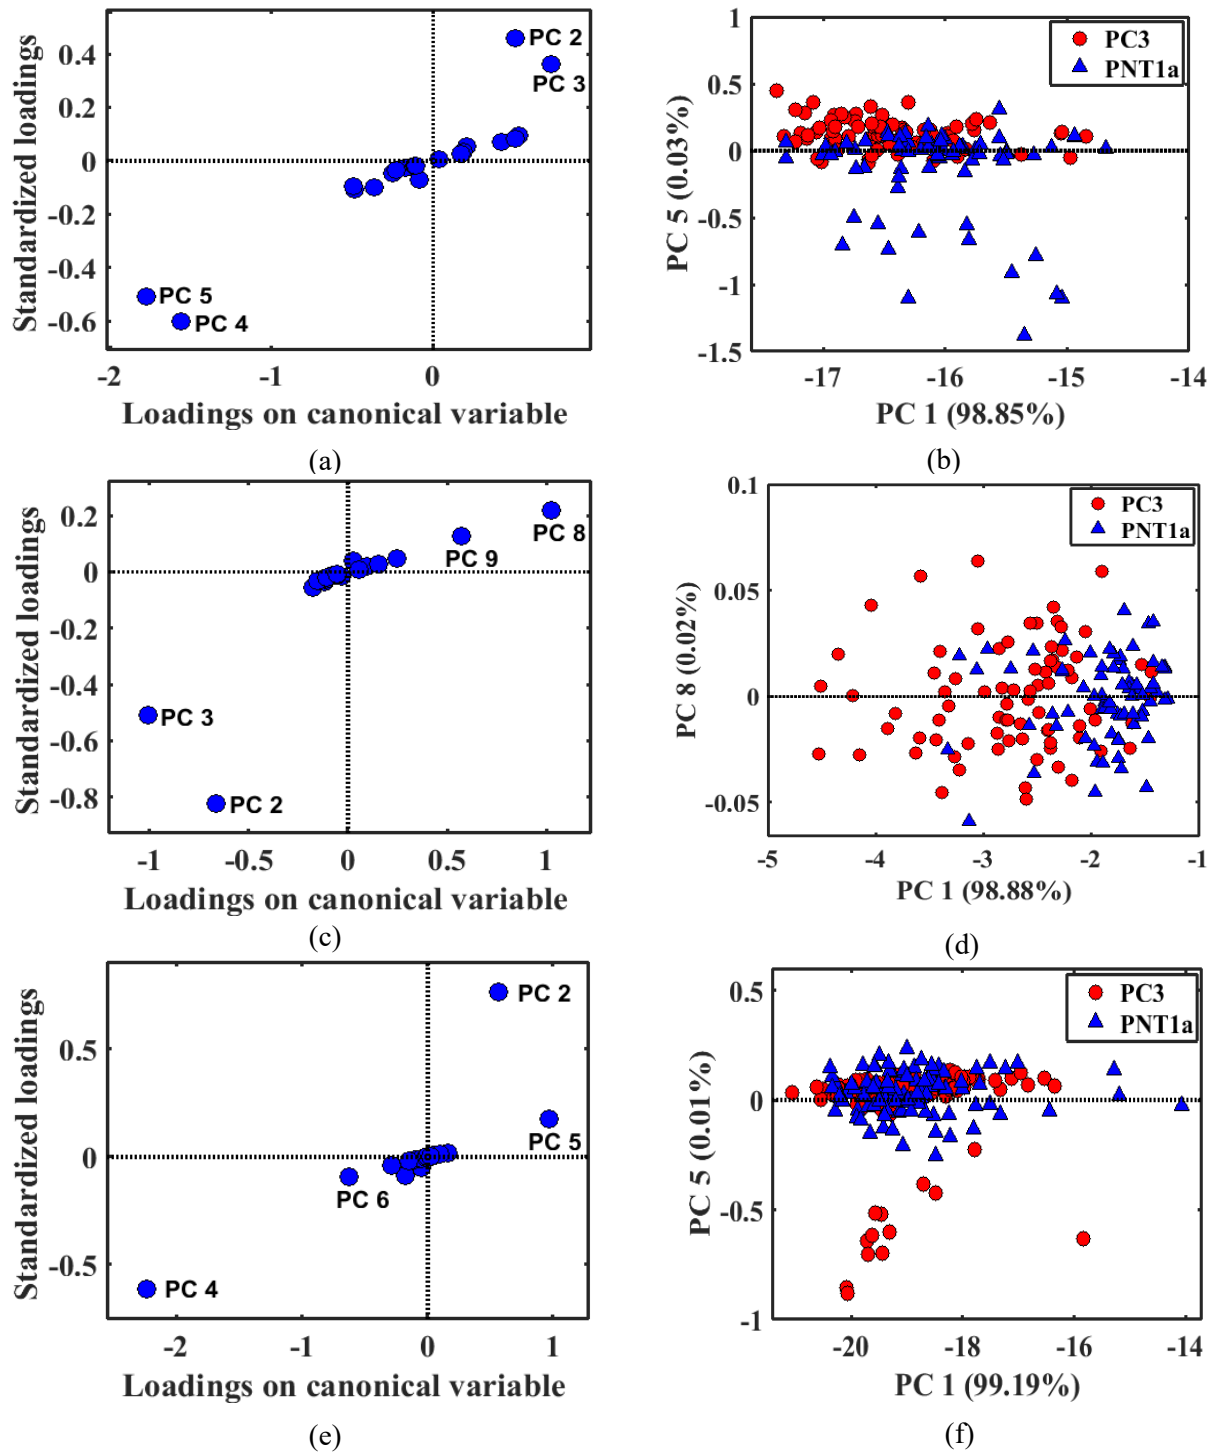 Standardized loadings
0.4
0.2
0
-0.2
-0.4
-0.6
PC 2
PC 3
PC 5
PC 4
-2
-1
0
Loadings on canonical variable
(a)
PC 5 (0.03%)
1
0.5
0
-0.5
-1
-1.5
PC3
PNT1a
-17
-16
-15
-14
PC 1 (98.85%)
(b)
Standardized loadings
0.2
0
-0.2
-0.4
-0.6
-0.8
PC 8
PC 9
PC 3
PC 2
-1
-0.5
0
0.5
1
Loadings on canonical variable
(c)
PC 8 (0.02%)
0.1
0.05
0
-0.05
PC3
PNT1a
-5
-4
-3
-2
-1
PC 1 (98.88%)
(d)
Standardized loadings
0.5
0
-0.5
PC 2
PC 5
PC 6
PC 4
-2
-1
0
1
Loadings on canonical variable
(e)
PC 5 (0.01%)
0.5
0
-0.5
-1
PC3
PNT1a
-20
-18
-16
-14
PC 1 (99.19%)
(f)